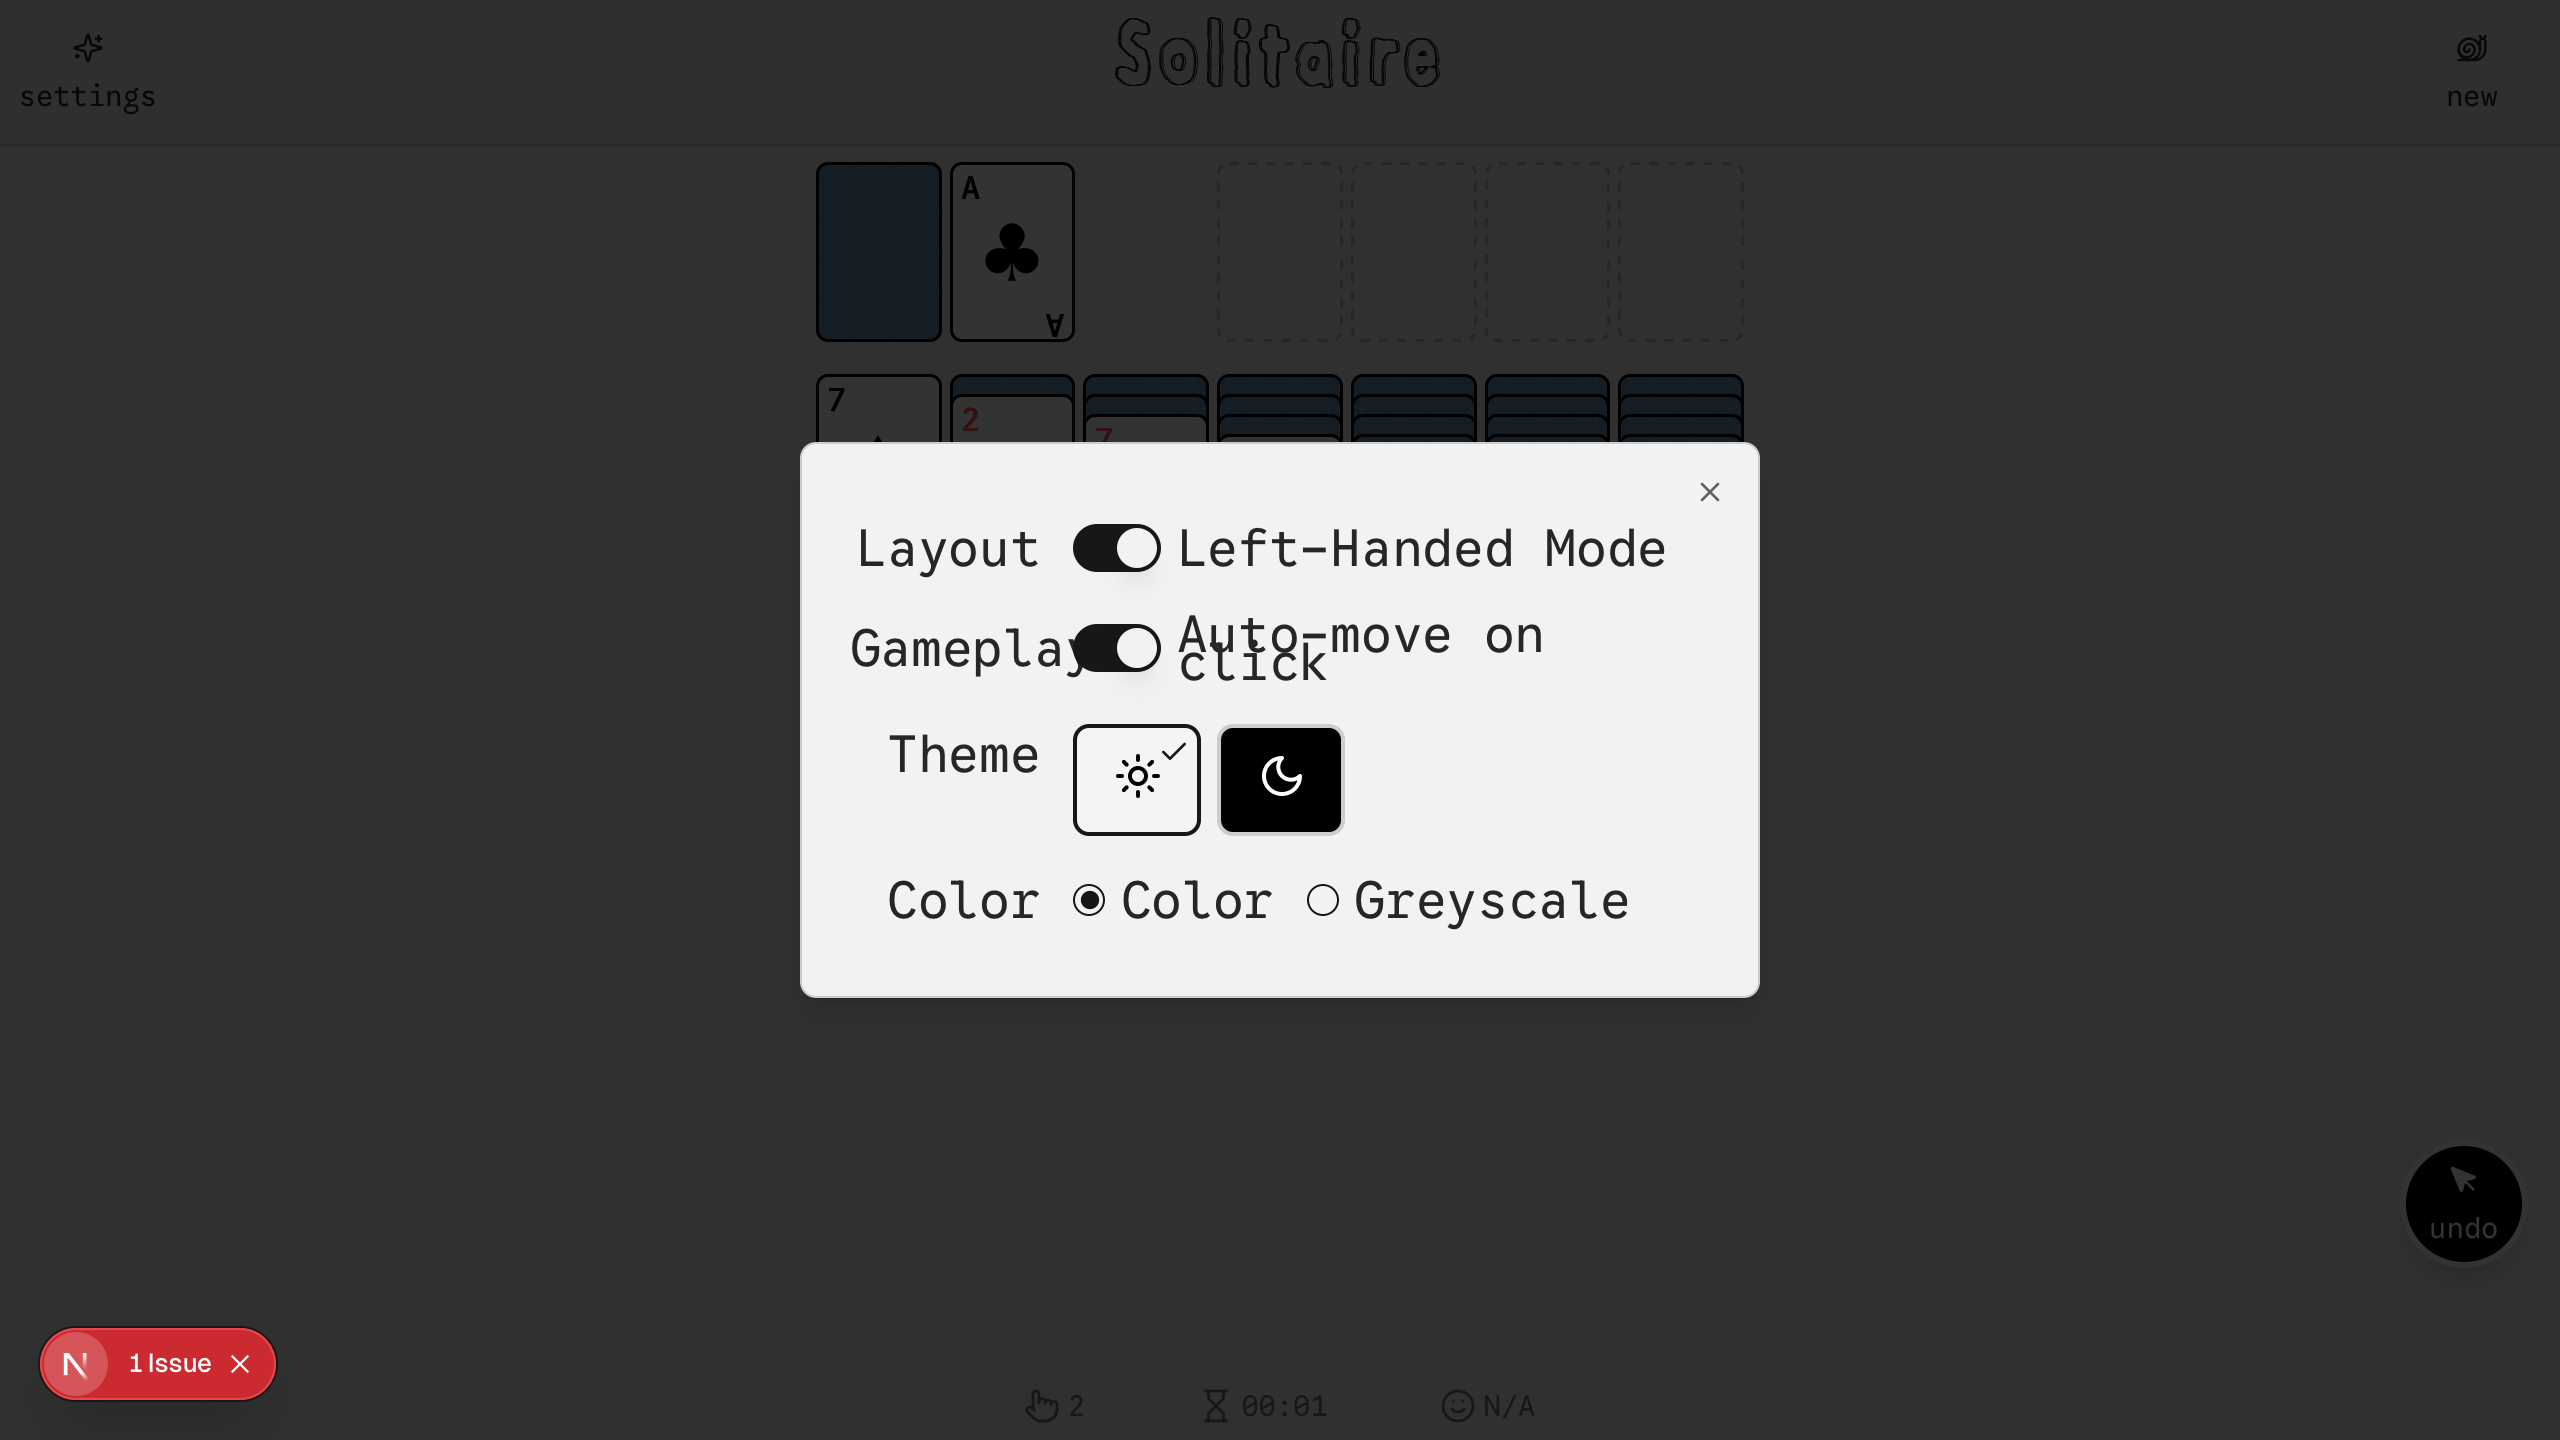 Solitaire
settings
new
A
A
7
2
7
Layout
Left-Handed Mode
Gameplay
Auto-move on
click
Theme
Color
Color
Greyscale
undo
N
1 Issue
2
00:01
N/A